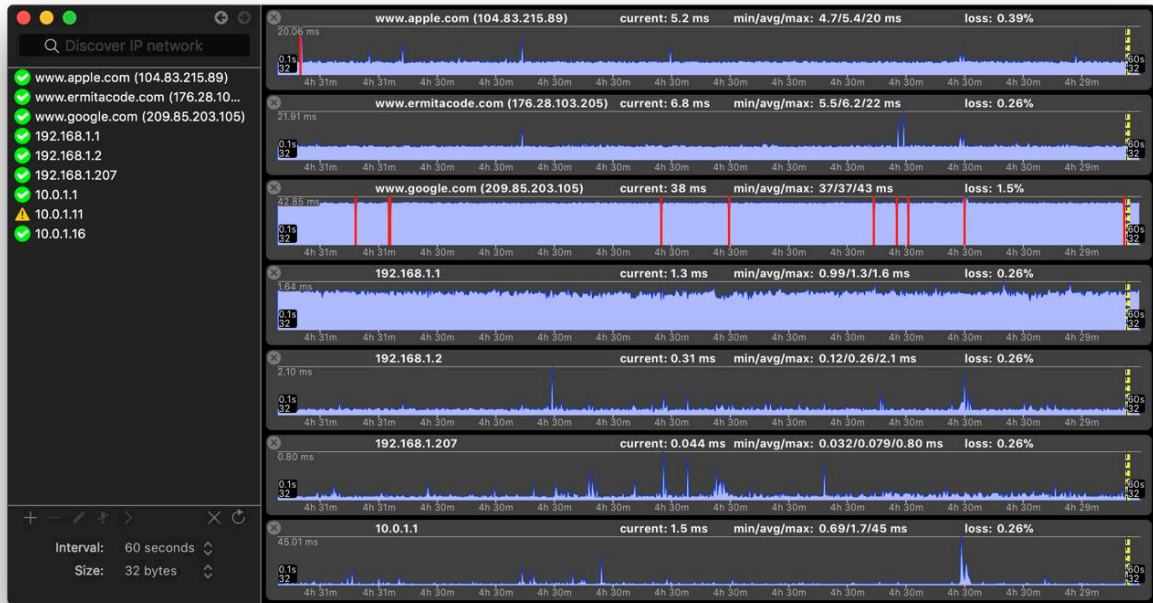 Discover IP network
www.apple.com (104.83.215.89)
www.ermitacode.com (176.28.10...
www.google.com (209.85.203.105)
192.168.1.1
192.168.1.2
192.168.1.207
10.0.1.1
10.0.1.11
10.0.1.16
Interval: 60 seconds
Size: 32 bytes
www.apple.com (104.83.215.89) current: 5.2 ms min/avg/max: 4.7/5.4/20 ms loss: 0.39%
20.06 ms
0.1s 60s
32 32
4h 31m 4h 31m 4h 30m 4h 30m 4h 30m 4h 30m 4h 30m 4h 30m 4h 30m 4h 30m 4h 30m 4h 30m 4h 30m 4h 29m
www.ermitacode.com (176.28.103.205) current: 6.8 ms min/avg/max: 5.5/6.2/22 ms loss: 0.26%
21.91 ms
0.1s 60s
32 32
4h 31m 4h 31m 4h 30m 4h 30m 4h 30m 4h 30m 4h 30m 4h 30m 4h 30m 4h 30m 4h 30m 4h 30m 4h 30m 4h 29m
www.google.com (209.85.203.105) current: 38 ms min/avg/max: 37/37/43 ms loss: 1.5%
42.85 ms
0.1s 60s
32 32
4h 31m 4h 31m 4h 30m 4h 30m 4h 30m 4h 30m 4h 30m 4h 30m 4h 30m 4h 30m 4h 30m 4h 30m 4h 30m 4h 29m
192.168.1.1 current: 1.3 ms min/avg/max: 0.99/1.3/1.6 ms loss: 0.26%
1.64 ms
0.1s 60s
32 32
4h 31m 4h 31m 4h 30m 4h 30m 4h 30m 4h 30m 4h 30m 4h 30m 4h 30m 4h 30m 4h 30m 4h 30m 4h 30m 4h 29m
192.168.1.2 current: 0.31 ms min/avg/max: 0.12/0.26/2.1 ms loss: 0.26%
2.10 ms
0.1s 60s
32 32
4h 31m 4h 31m 4h 30m 4h 30m 4h 30m 4h 30m 4h 30m 4h 30m 4h 30m 4h 30m 4h 30m 4h 30m 4h 30m 4h 29m
192.168.1.207 current: 0.044 ms min/avg/max: 0.032/0.079/0.80 ms loss: 0.26%
0.80 ms
0.1s 60s
32 32
4h 31m 4h 31m 4h 30m 4h 30m 4h 30m 4h 30m 4h 30m 4h 30m 4h 30m 4h 30m 4h 30m 4h 30m 4h 30m 4h 29m
10.0.1.1 current: 1.5 ms min/avg/max: 0.69/1.7/45 ms loss: 0.26%
45.01 ms
0.1s 60s
32 32
4h 31m 4h 31m 4h 30m 4h 30m 4h 30m 4h 30m 4h 30m 4h 30m 4h 30m 4h 30m 4h 30m 4h 30m 4h 30m 4h 29m